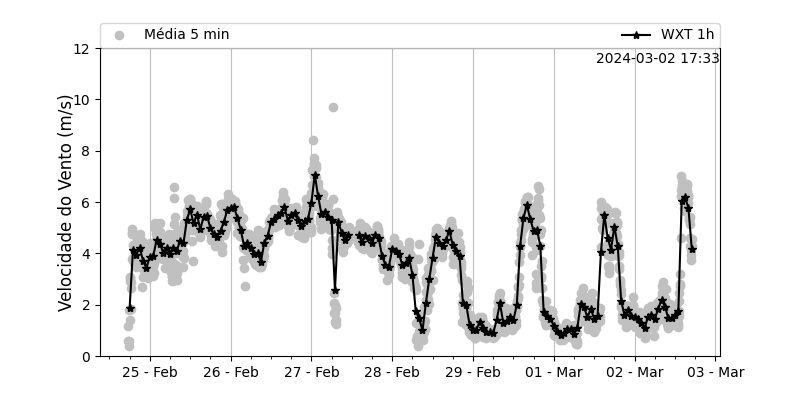 Média 5 min
WXT 1h
2024-03-02 17:33
Velocidade do Vento (m/s)
12
10
8
6
4
2
0
25 - Feb
26 - Feb
27 - Feb
28 - Feb
29 - Feb
01 - Mar
02 - Mar
03 - Mar